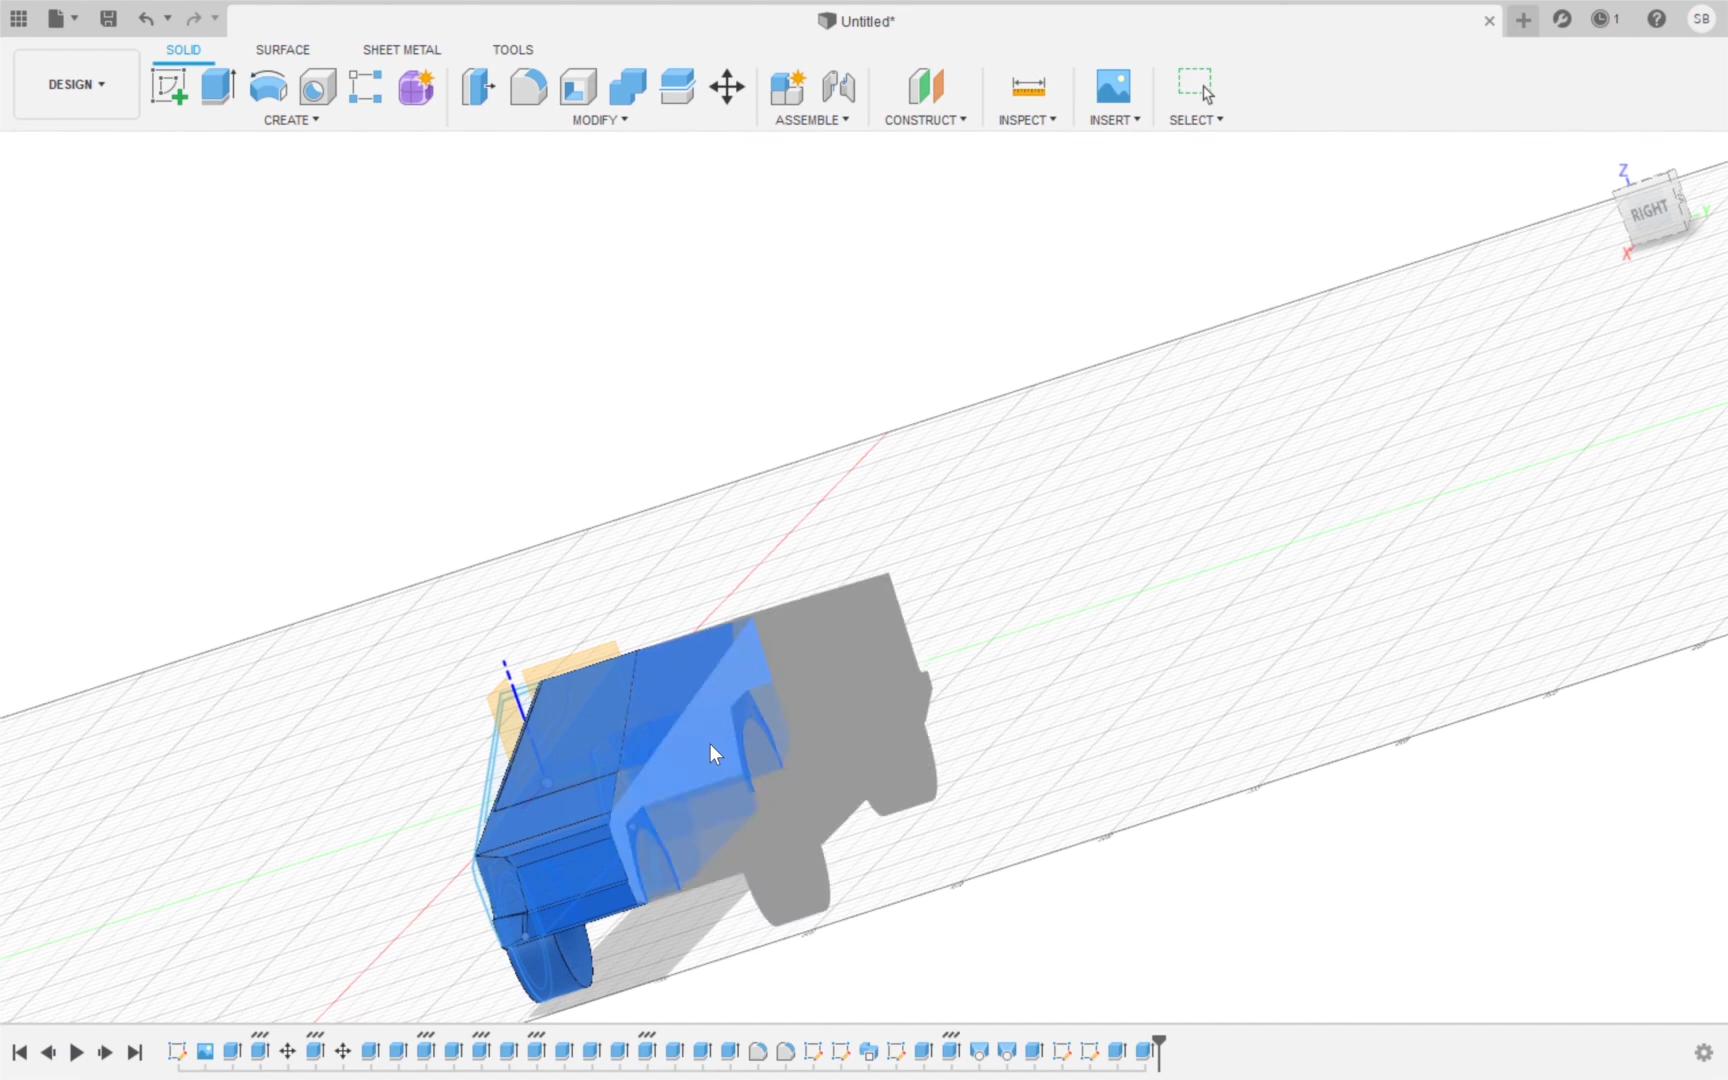 Untitled*
1
SB
SOLID
SURFACE
SHEET METAL
TOOLS
DESIGN
CREATE
MODIFY
ASSEMBLE
CONSTRUCT
INSPECT
INSERT
SELECT
Z
RIGHT
Y
X